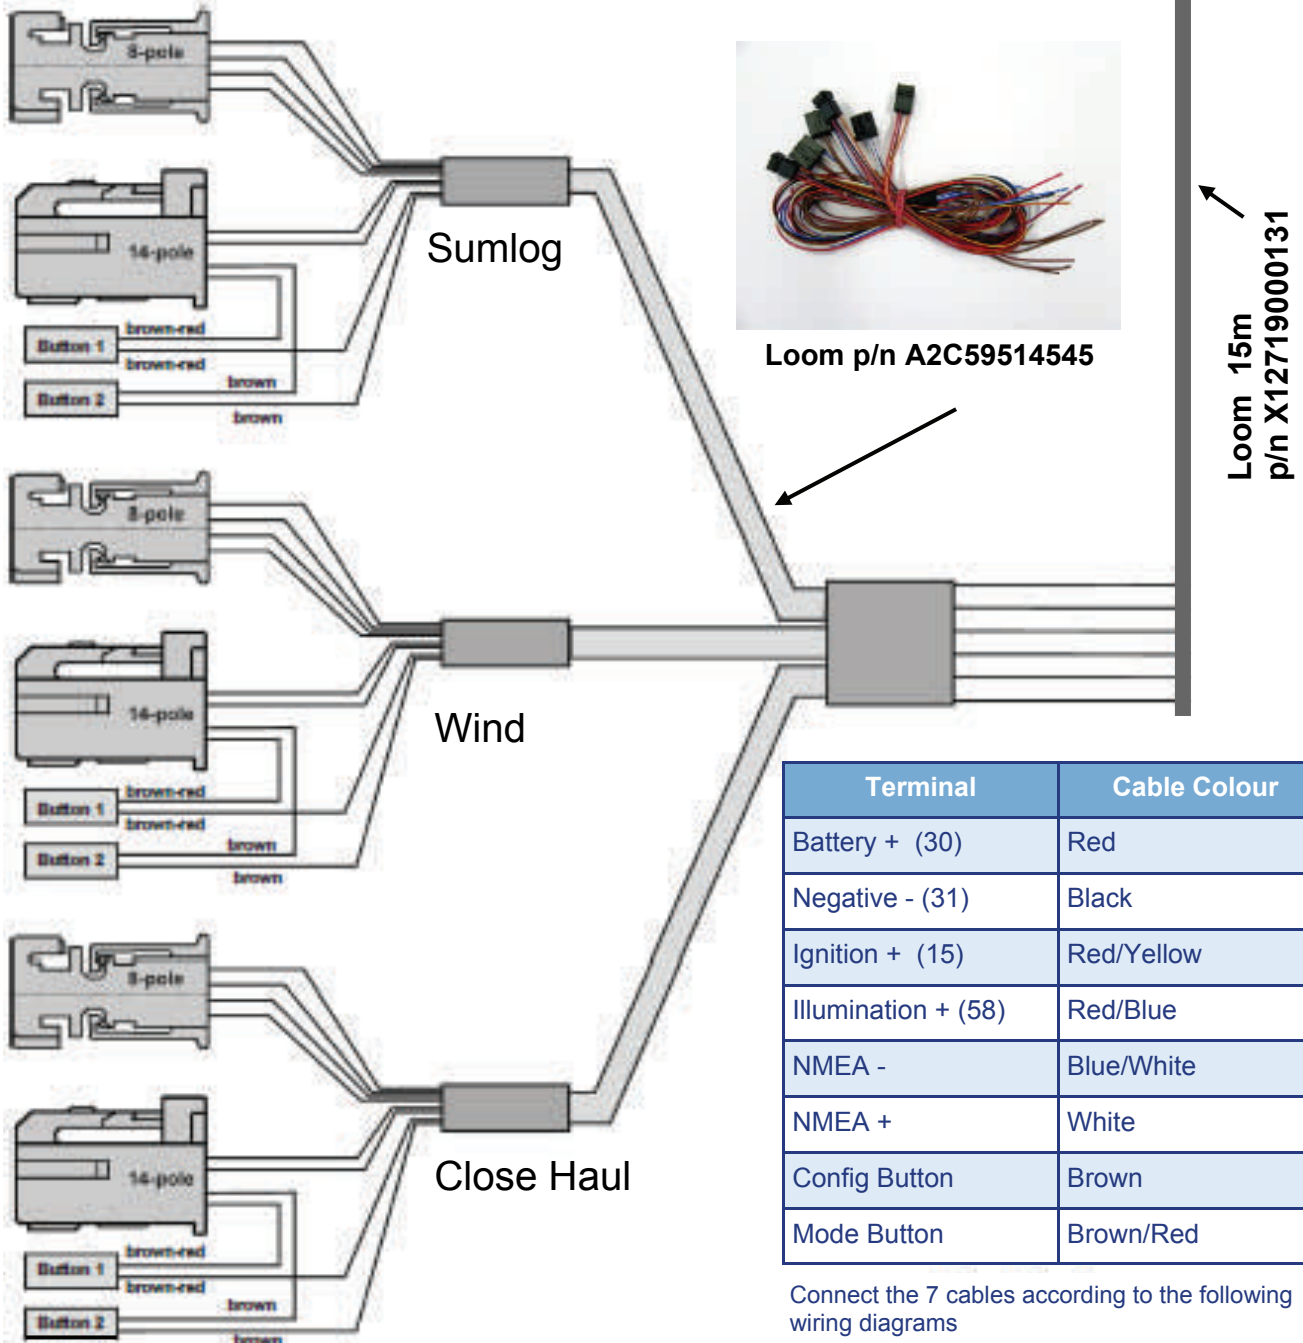 8-pole
14-pole
brown-red
Button 1
brown-red
brown
Button 2
brown
Sumlog
Loom p/n A2C59514545
Loom 15m
p/n X12719000131
8-pole
14-pole
brown-red
Button 1
brown-red
brown
Button 2
brown
Wind
8-pole
14-pole
brown-red
Button 1
brown-red
brown
Button 2
brown
Close Haul
Terminal Cable Colour
Battery + (30) Red
Negative - (31) Black
Ignition + (15) Red/Yellow
Illumination + (58) Red/Blue
NMEA - Blue/White
NMEA + White
Config Button Brown
Mode Button Brown/Red
Connect the 7 cables according to the following
wiring diagrams